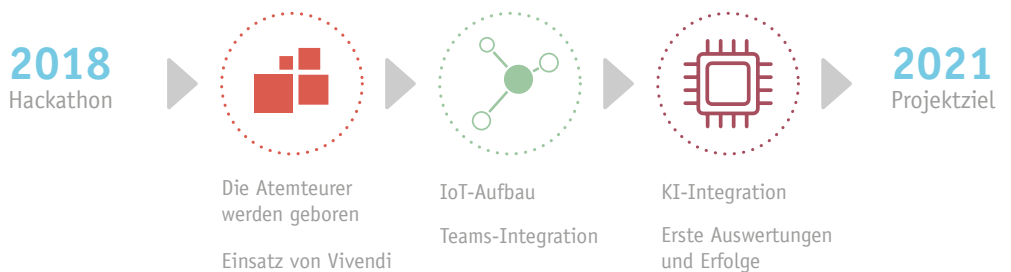 2018
Hackathon
Die Atemteurer
werden geboren
Einsatz von Vivendi
IoT-Aufbau
Teams-Integration
KI-Integration
Erste Auswertungen
und Erfolge
2021
Projektziel